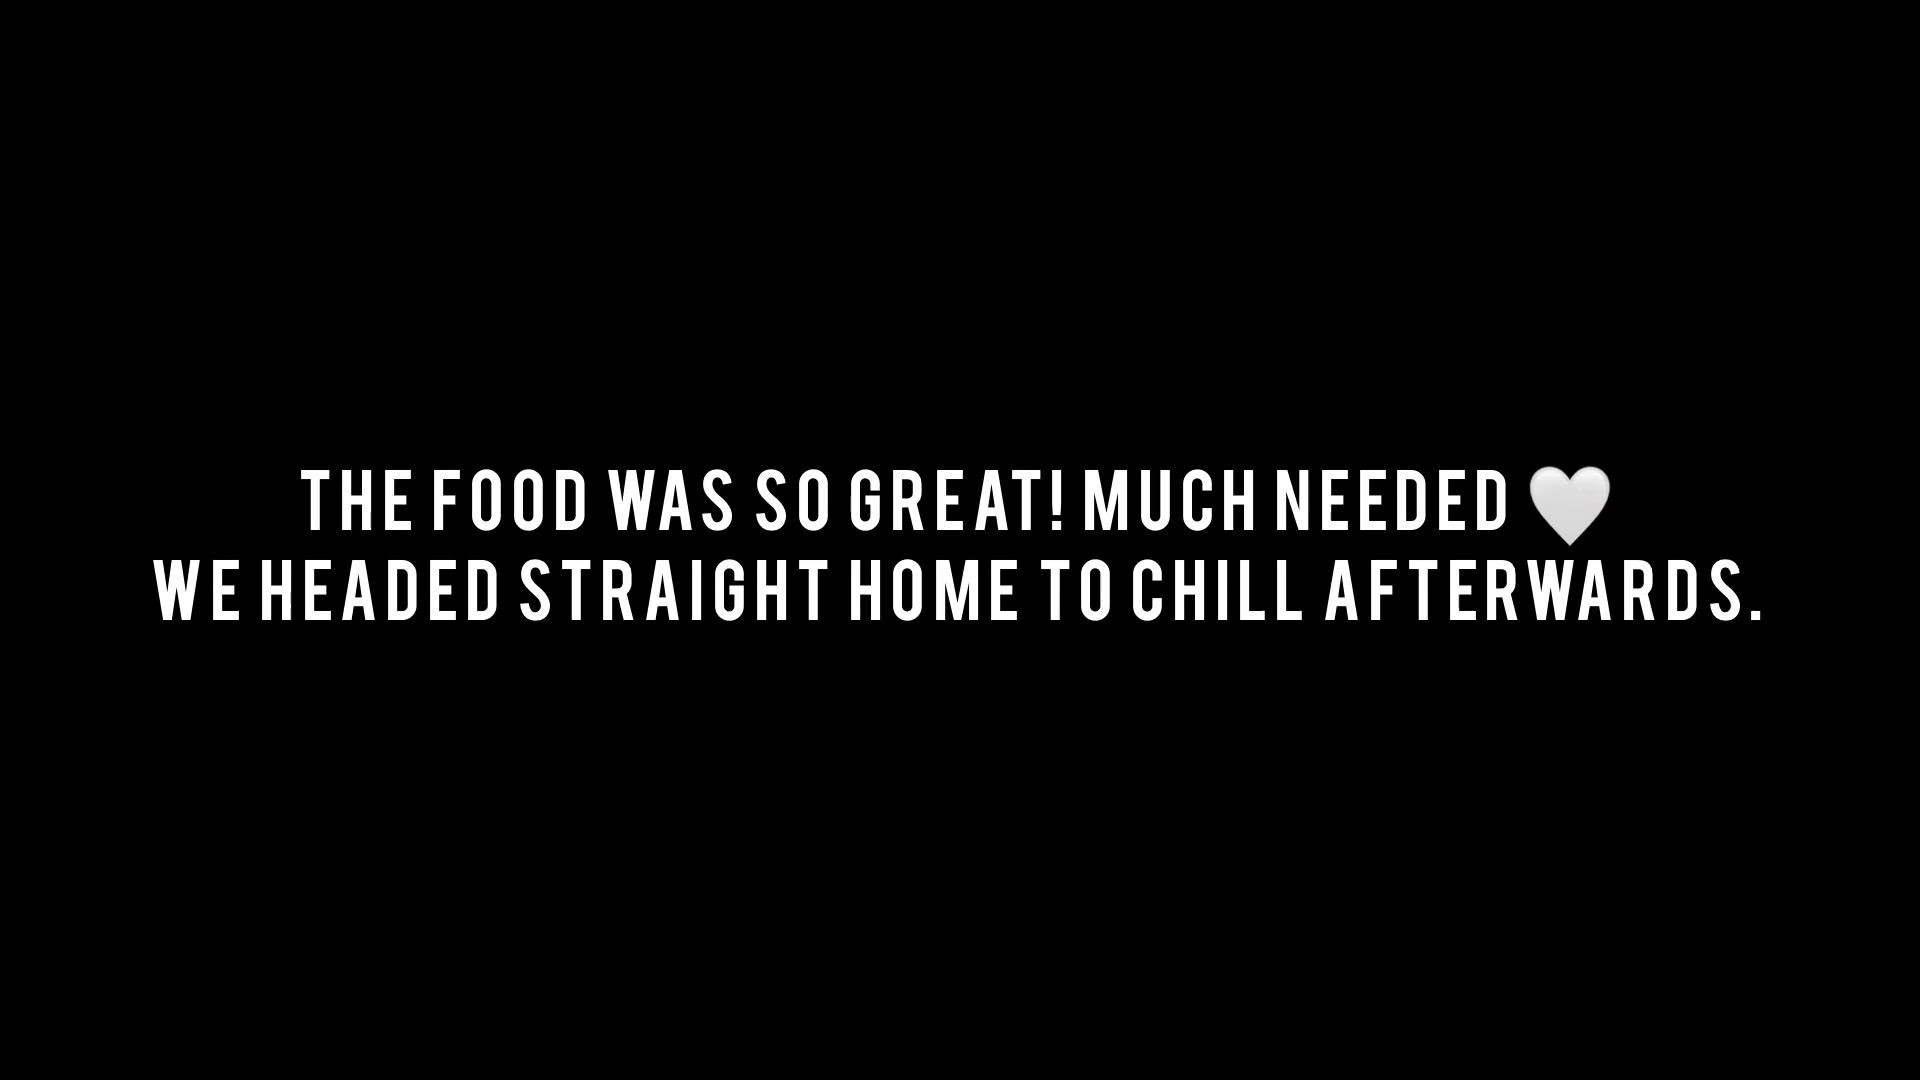 THE FOOD WAS SO GREAT! MUCH NEEDED 🤍
WE HEADED STRAIGHT HOME TO CHILL AFTERWARDS.